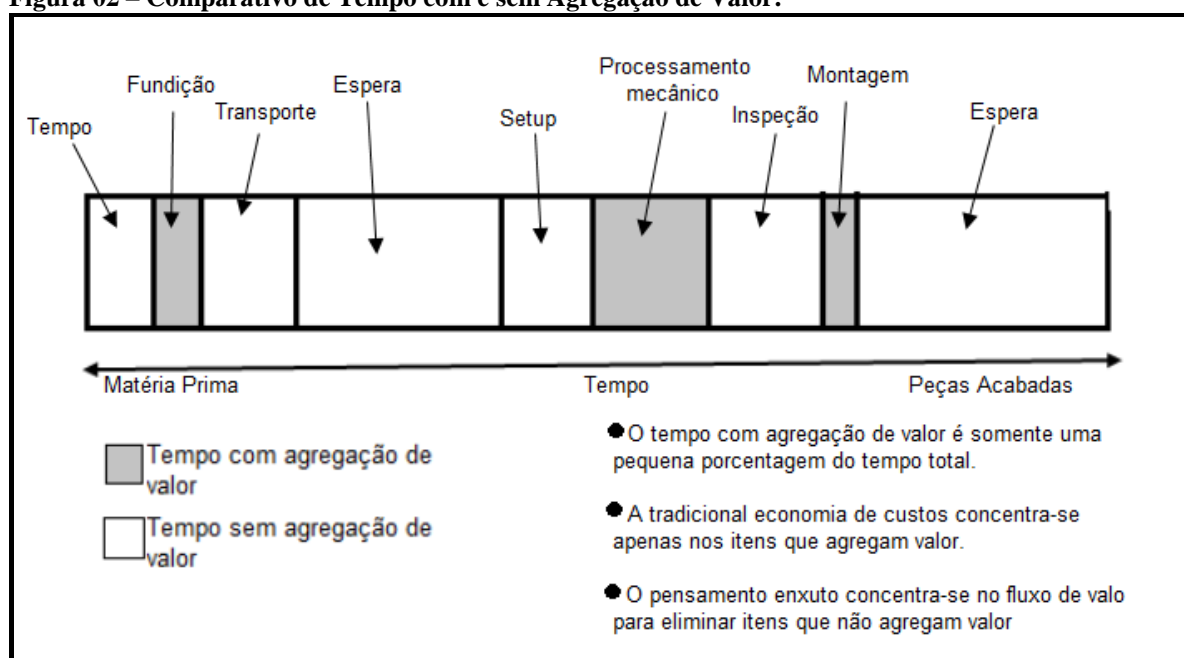 Figura 02 – Comparativo de Tempo com e sem Agregação de Valor.
Tempo
Fundição
Transporte
Espera
Setup
Processamento
mecânico
Inspeção
Montagem
Espera
Matéria Prima
Tempo
Peças Acabadas
Tempo com agregação de
valor
Tempo sem agregação de
valor
● O tempo com agregação de valor é somente uma
pequena porcentagem do tempo total.
● A tradicional economia de custos concentra-se
apenas nos itens que agregam valor.
● O pensamento enxuto concentra-se no fluxo de valo
para eliminar itens que não agregam valor